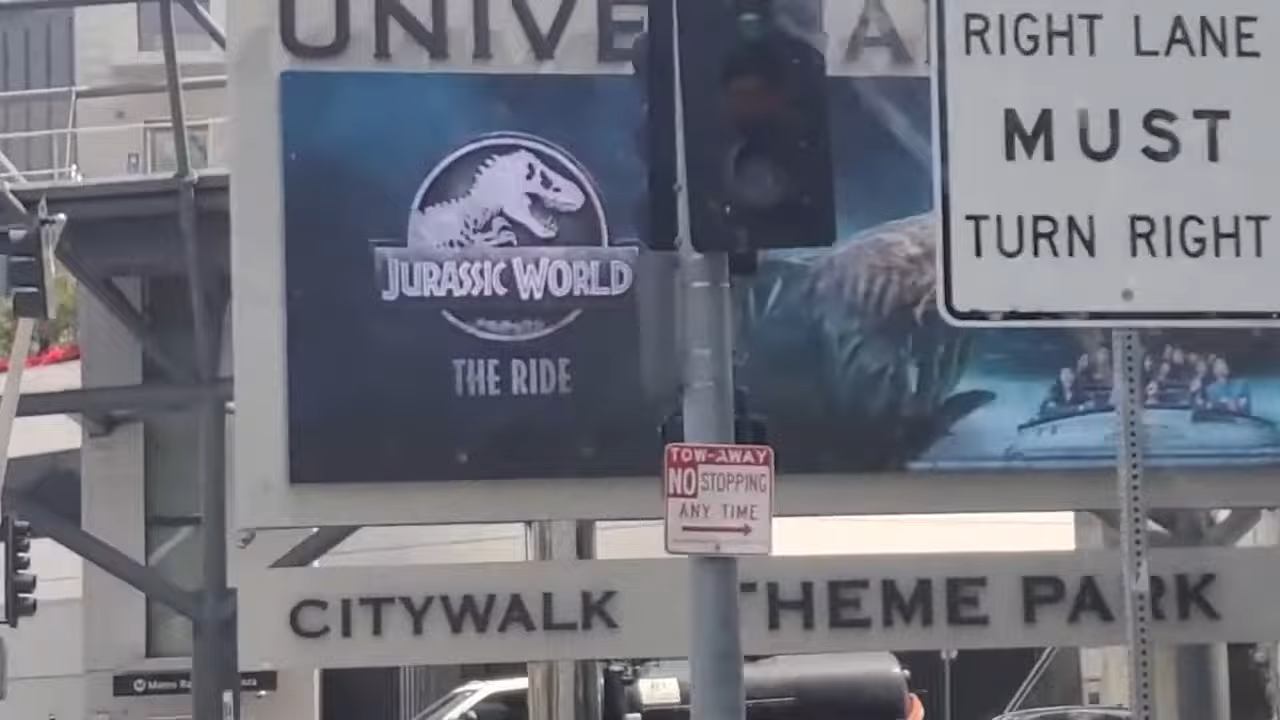 UNIVE A
RIGHT LANE
MUST
TURN RIGHT
JURASSIC WORLD
THE RIDE
TOW-AWAY
NO STOPPING
ANY TIME
CITYWALK THEME PARK
Metro